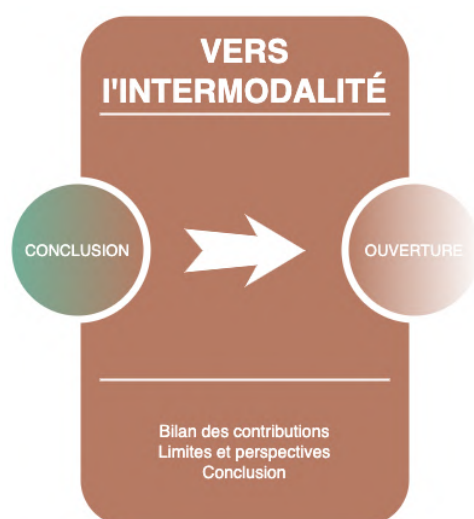 VERS
l'INTERMODALITÉ
CONCLUSION
OUVERTURE
Bilan des contributions
Limites et perspectives
Conclusion